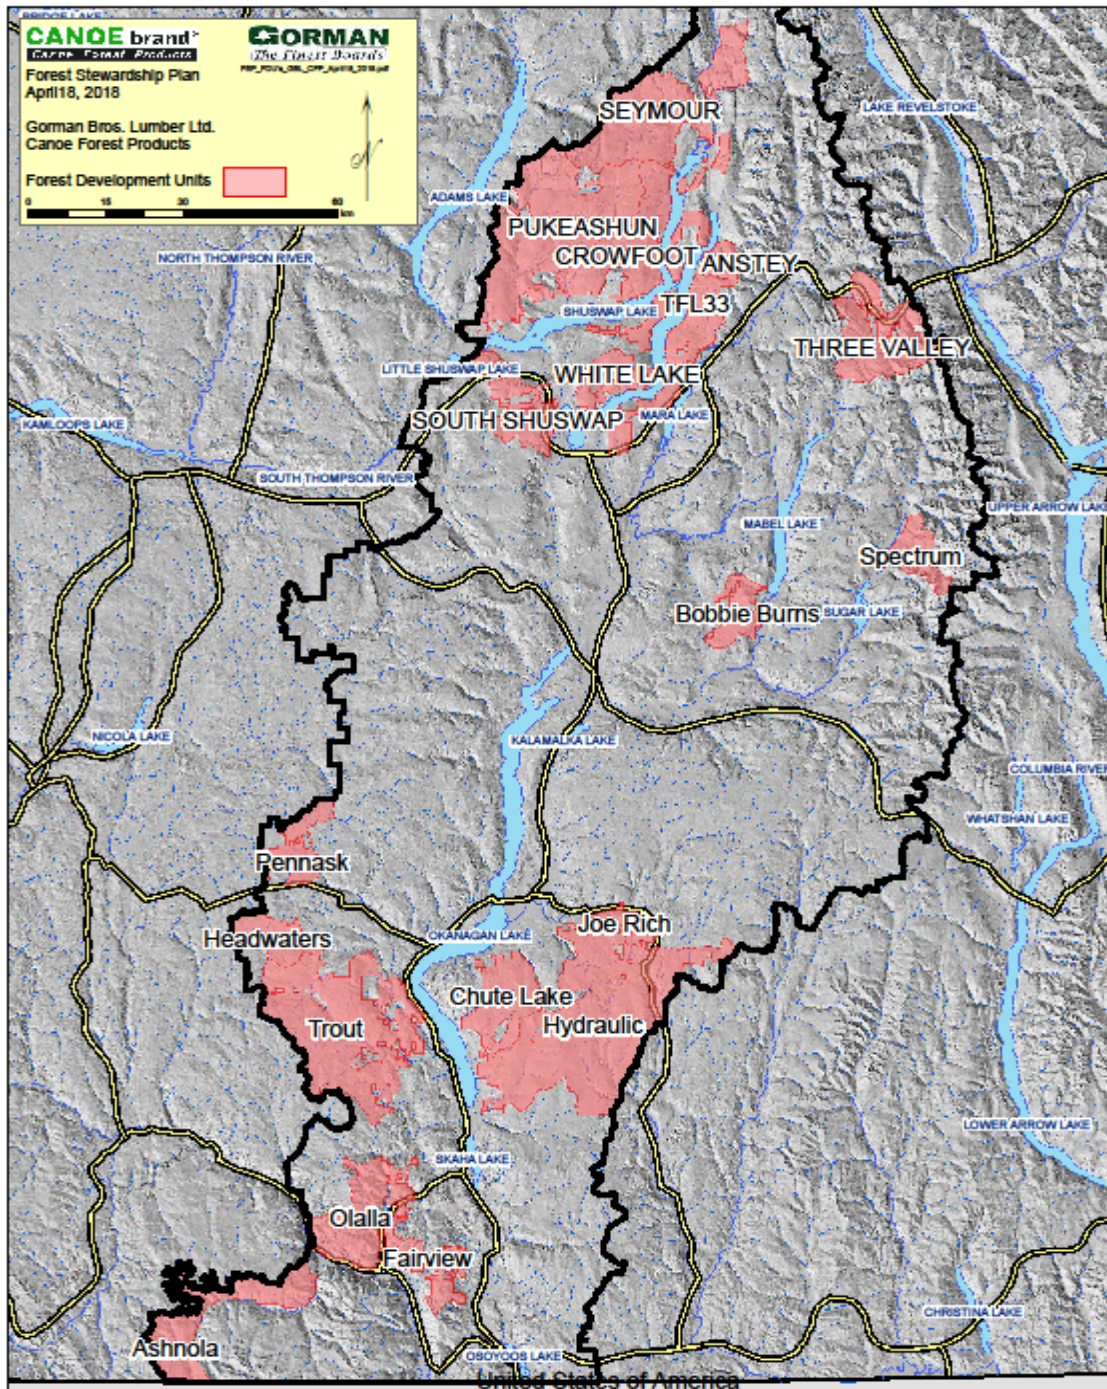 BRIDGE LAKE
CANOE brand
Canoe Forest Products
GORMAN
The Finest Boards
Forest Stewardship Plan
April18, 2018
Gorman Bros. Lumber Ltd.
Canoe Forest Products
Forest Development Units
0 15 30 60
km
N
SEYMOUR
LAKE REVELSTOKE
ADAMS LAKE
PUKEASHUN
NORTH THOMPSON RIVER
CROWFOOT
ANSTEY
TFL33
SHUSWAP LAKE
THREE VALLEY
LITTLE SHUSWAP LAKE
WHITE LAKE
SOUTH SHUSWAP
MARA LAKE
KAMLOOPS LAKE
SOUTH THOMPSON RIVER
UPPER ARROW LAKE
MABEL LAKE
Spectrum
Bobbie Burns
SUGAR LAKE
NICOLA LAKE
KALAMALKA LAKE
COLUMBIA RIVER
WHATSHAN LAKE
Pennask
Joe Rich
Headwaters
OKANAGAN LAKE
Chute Lake
Trout
Hydraulic
LOWER ARROW LAKE
SKAHA LAKE
Olalla
Fairview
CHRISTINA LAKE
Ashnola
OSOYOOS LAKE
United States of America